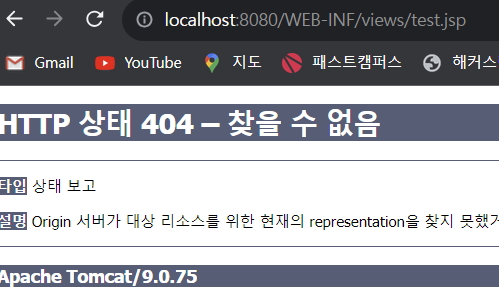 localhost:8080/WEB-INF/views/test.jsp
Gmail YouTube 지도 패스트캠퍼스 해커스
HTTP 상태 404 – 찾을 수 없음
타입 상태 보고
설명 Origin 서버가 대상 리소스를 위한 현재의 representation을 찾지 못했거
Apache Tomcat/9.0.75